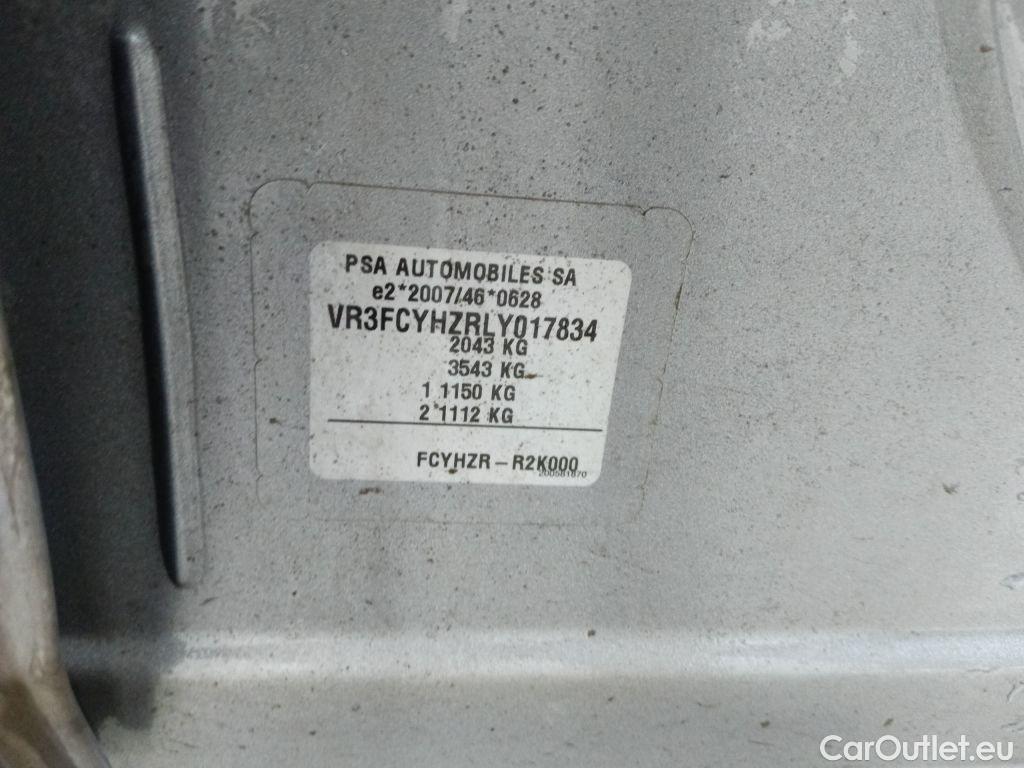 PSA AUTOMOBILES SA
e2*2007/46*0628
VR3FCYHZRLY017834
2043 KG
3543 KG
1 1150 KG
2 1112 KG
FCYHZR – R2K000
200581870
CarOutlet.eu